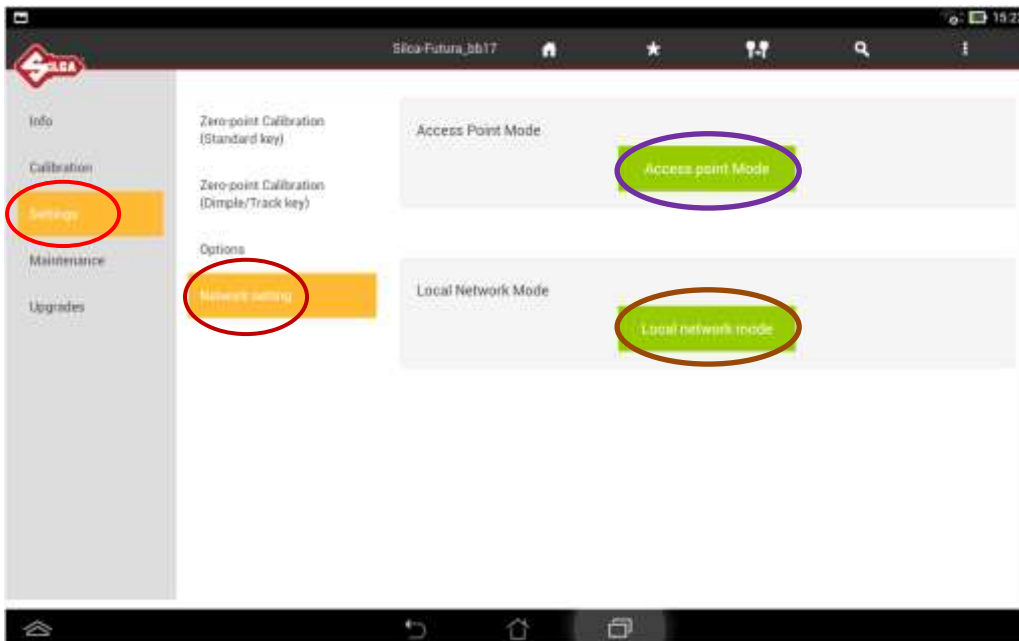 15:22
SILCA
Silca-Futura_bb17
Info
Calibration
Settings
Maintenance
Upgrades
Zero-point Calibration
(Standard key)
Zero-point Calibration
(Dimple/Track key)
Options
Network setting
Access Point Mode
Access point Mode
Local Network Mode
Local network mode